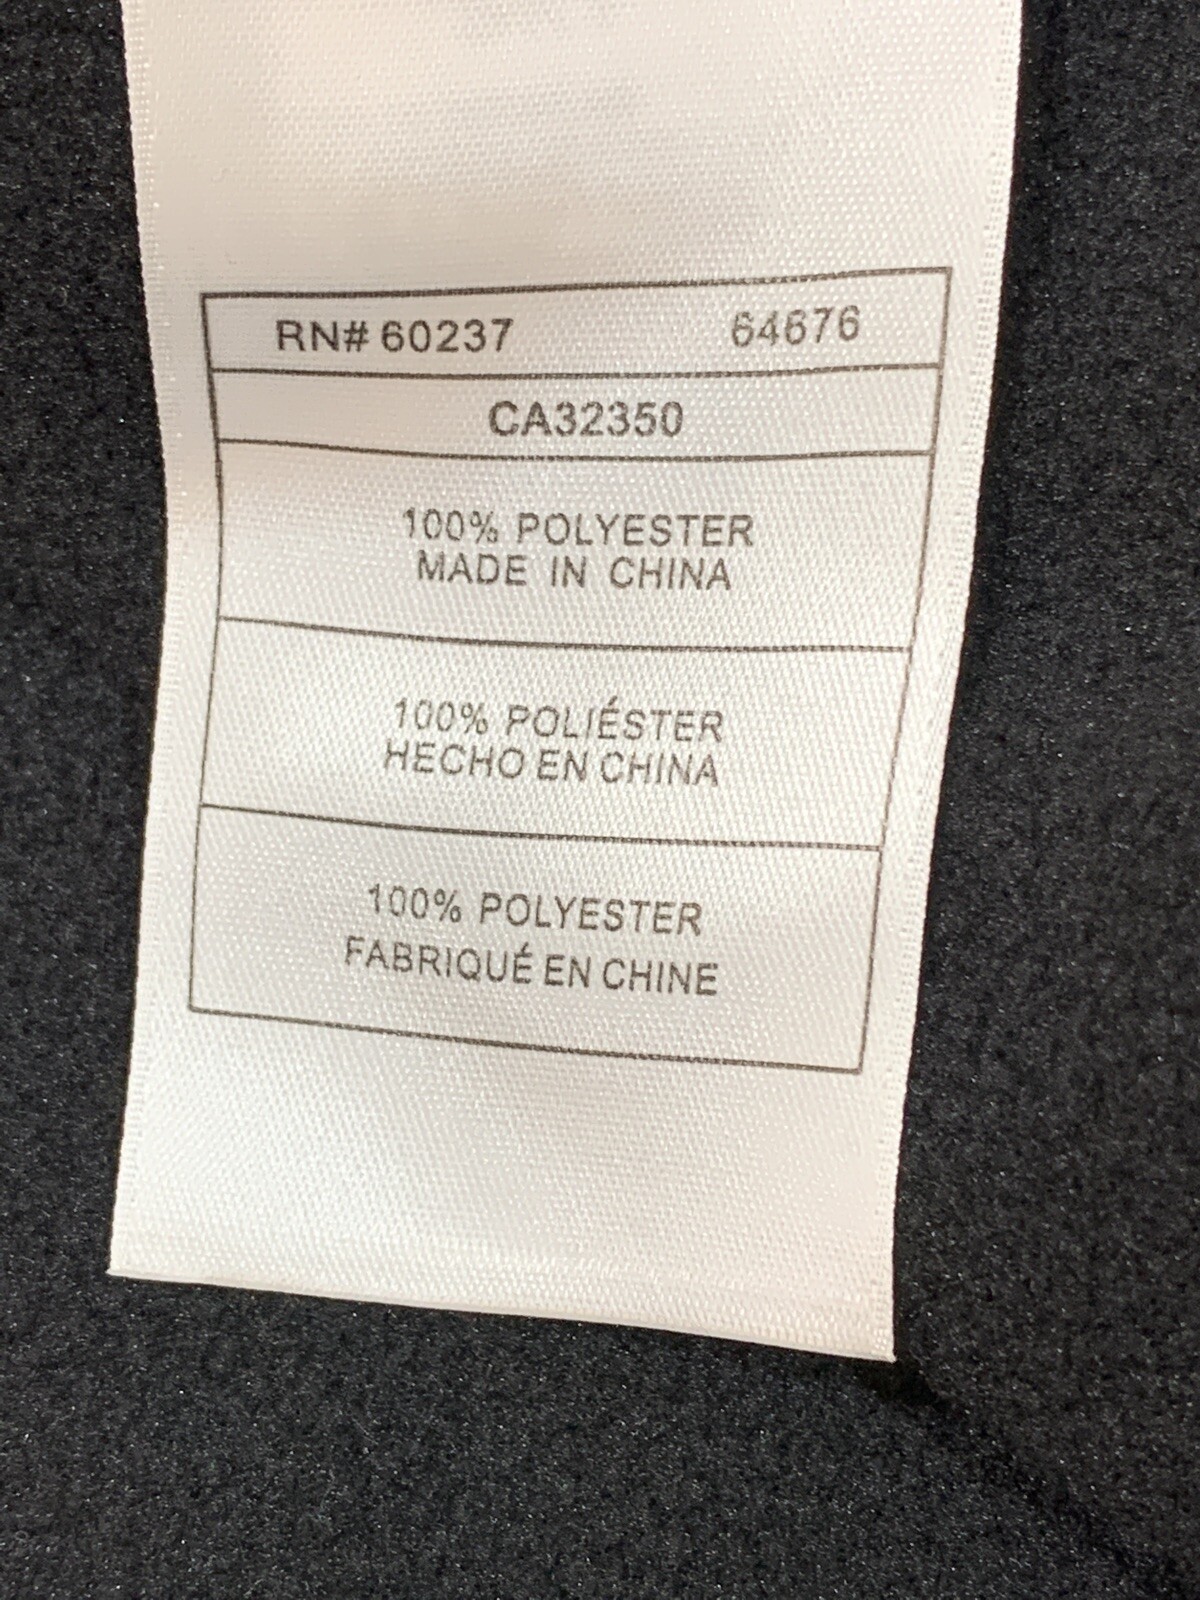 RN# 60237 64676
CA32350
100% POLYESTER
MADE IN CHINA
100% POLIÉSTER
HECHO EN CHINA
100% POLYESTER
FABRIQUÉ EN CHINE